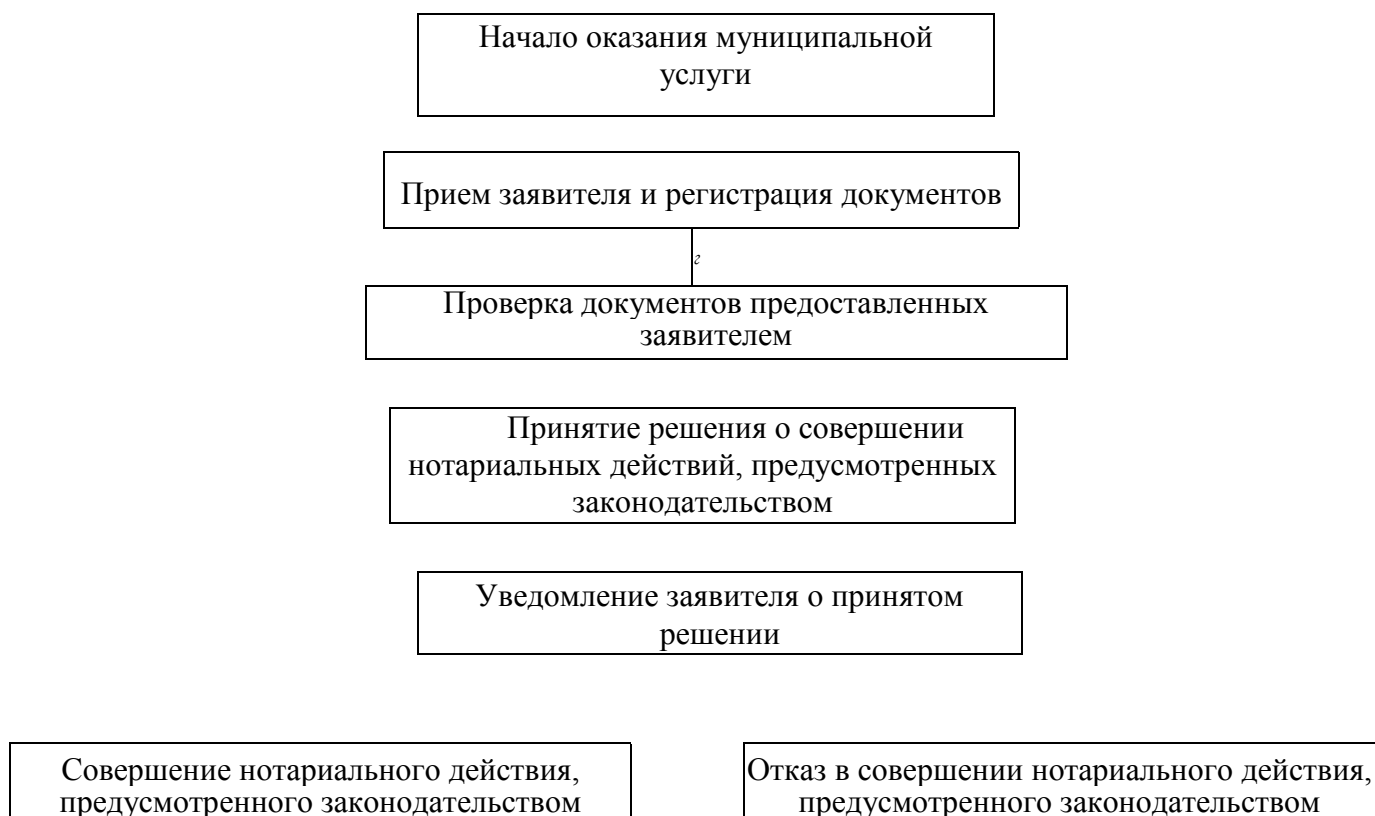 Начало оказания муниципальной
услуги
Прием заявителя и регистрация документов
г
Проверка документов предоставленных
заявителем
Принятие решения о совершении
нотариальных действий, предусмотренных
законодательством
Уведомление заявителя о принятом
решении
Совершение нотариального действия,
предусмотренного законодательством
Отказ в совершении нотариального действия,
предусмотренного законодательством